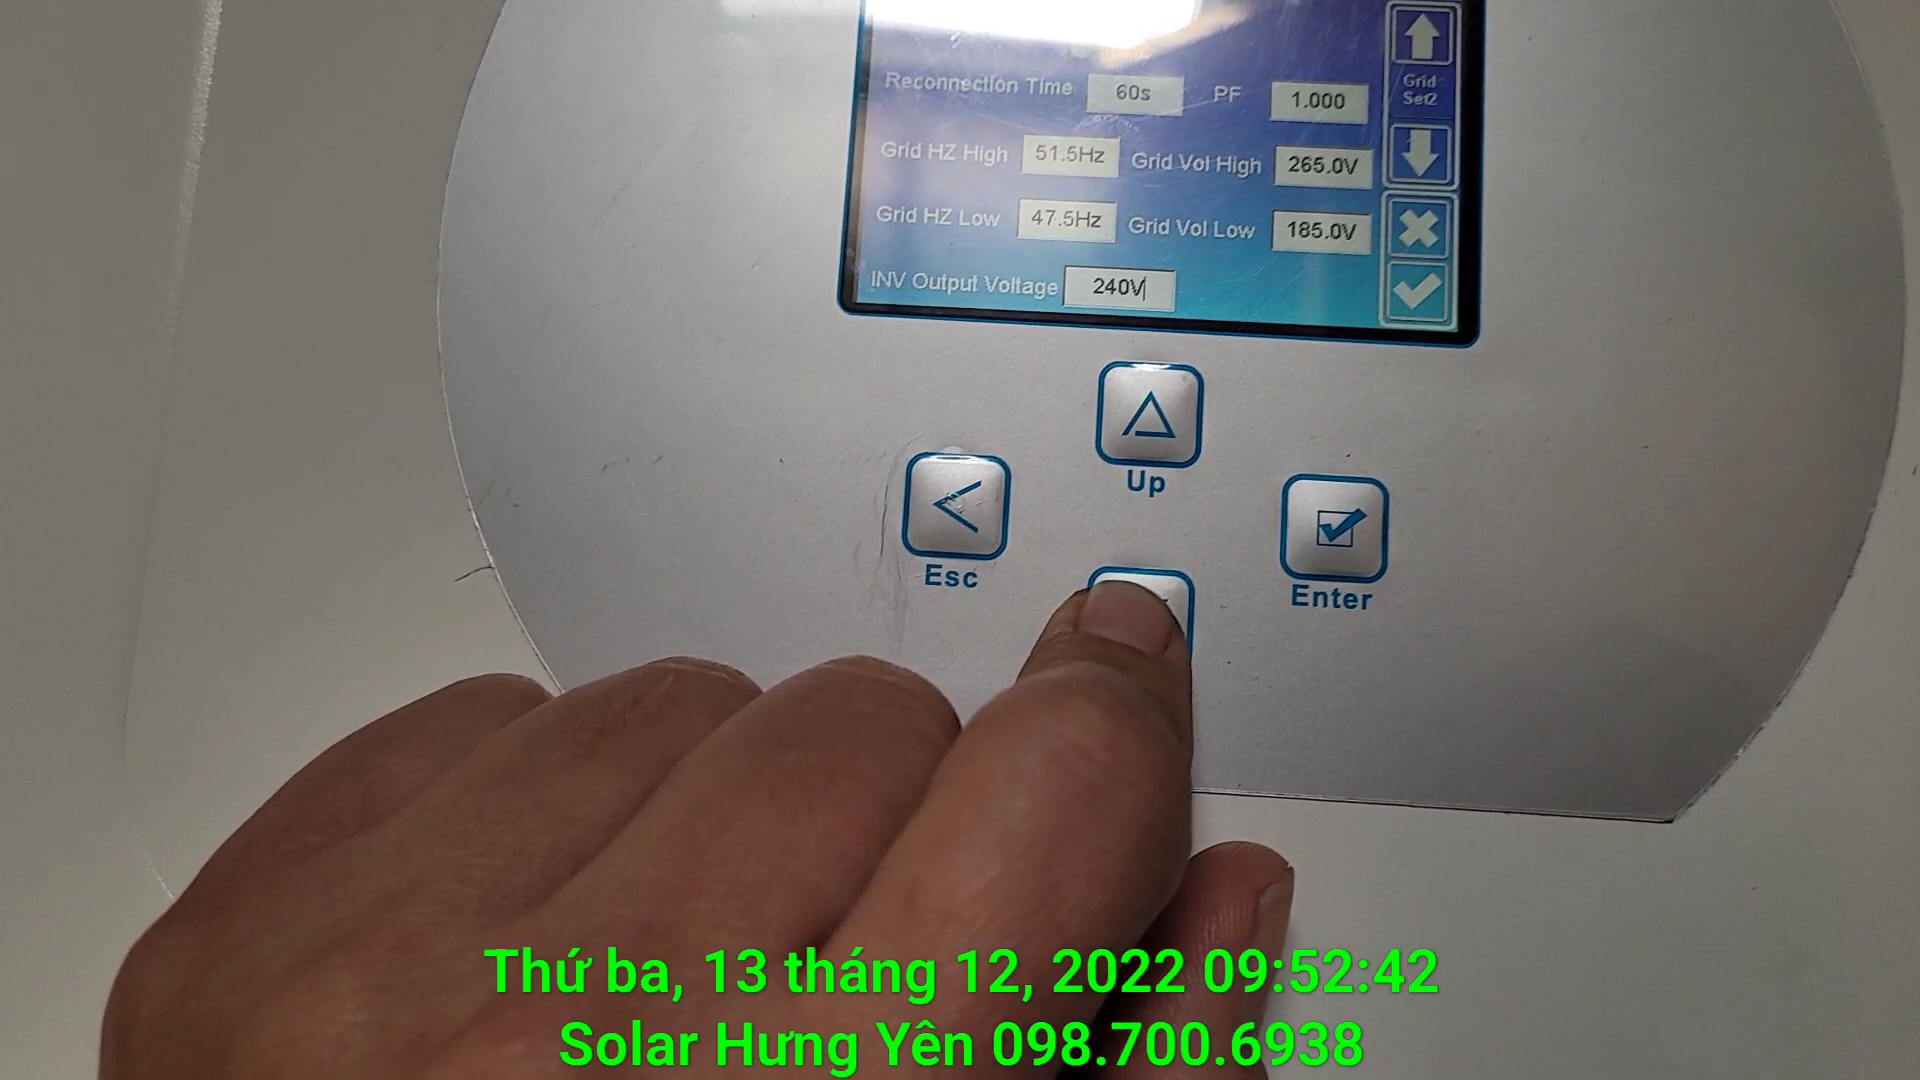 Reconnection Time 60s PF 1.000
Grid
Set2
Grid HZ High 51.5Hz Grid Vol High 265.0V
Grid HZ Low 47.5Hz Grid Vol Low 185.0V
INV Output Voltage 240V
Up
Esc
Enter
Thứ ba, 13 tháng 12, 2022 09:52:42
Solar Hưng Yên 098.700.6938